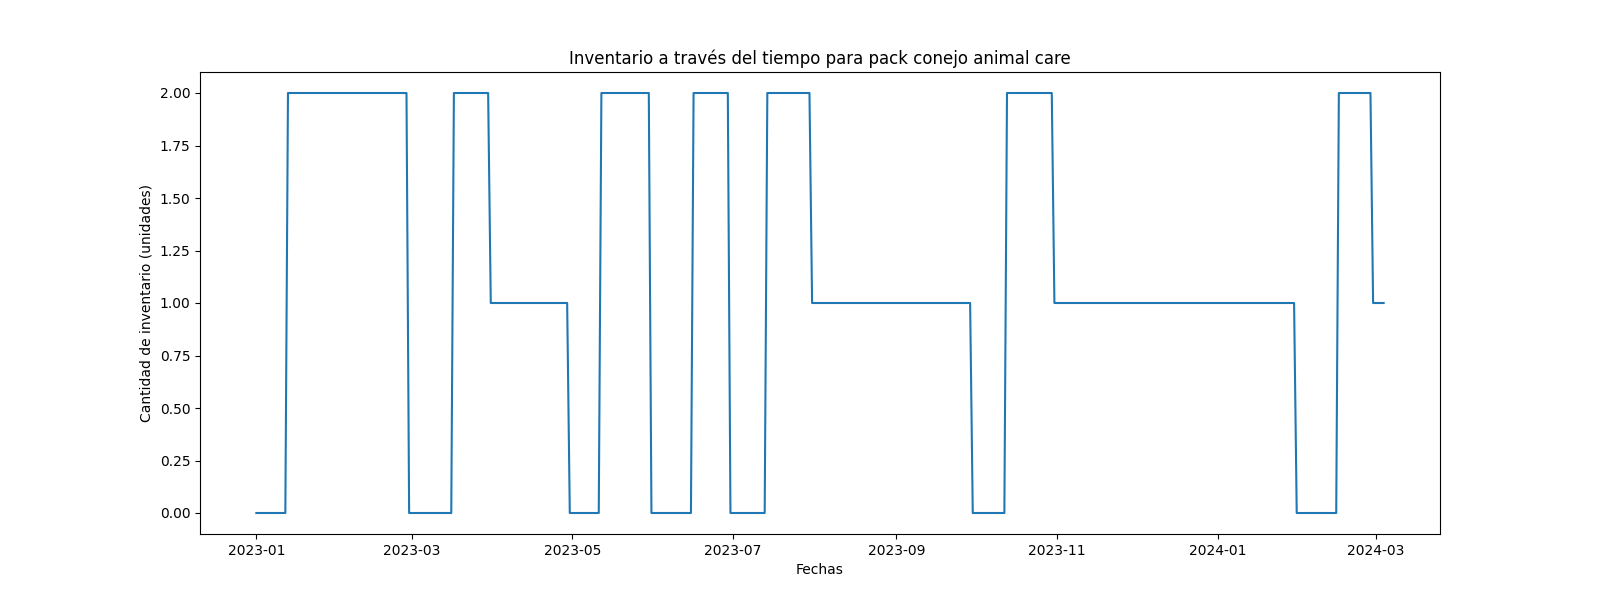 Inventario a través del tiempo para pack conejo animal care
Cantidad de inventario (unidades)
2.00
1.75
1.50
1.25
1.00
0.75
0.50
0.25
0.00
2023-01 2023-03 2023-05 2023-07 2023-09 2023-11 2024-01 2024-03
Fechas